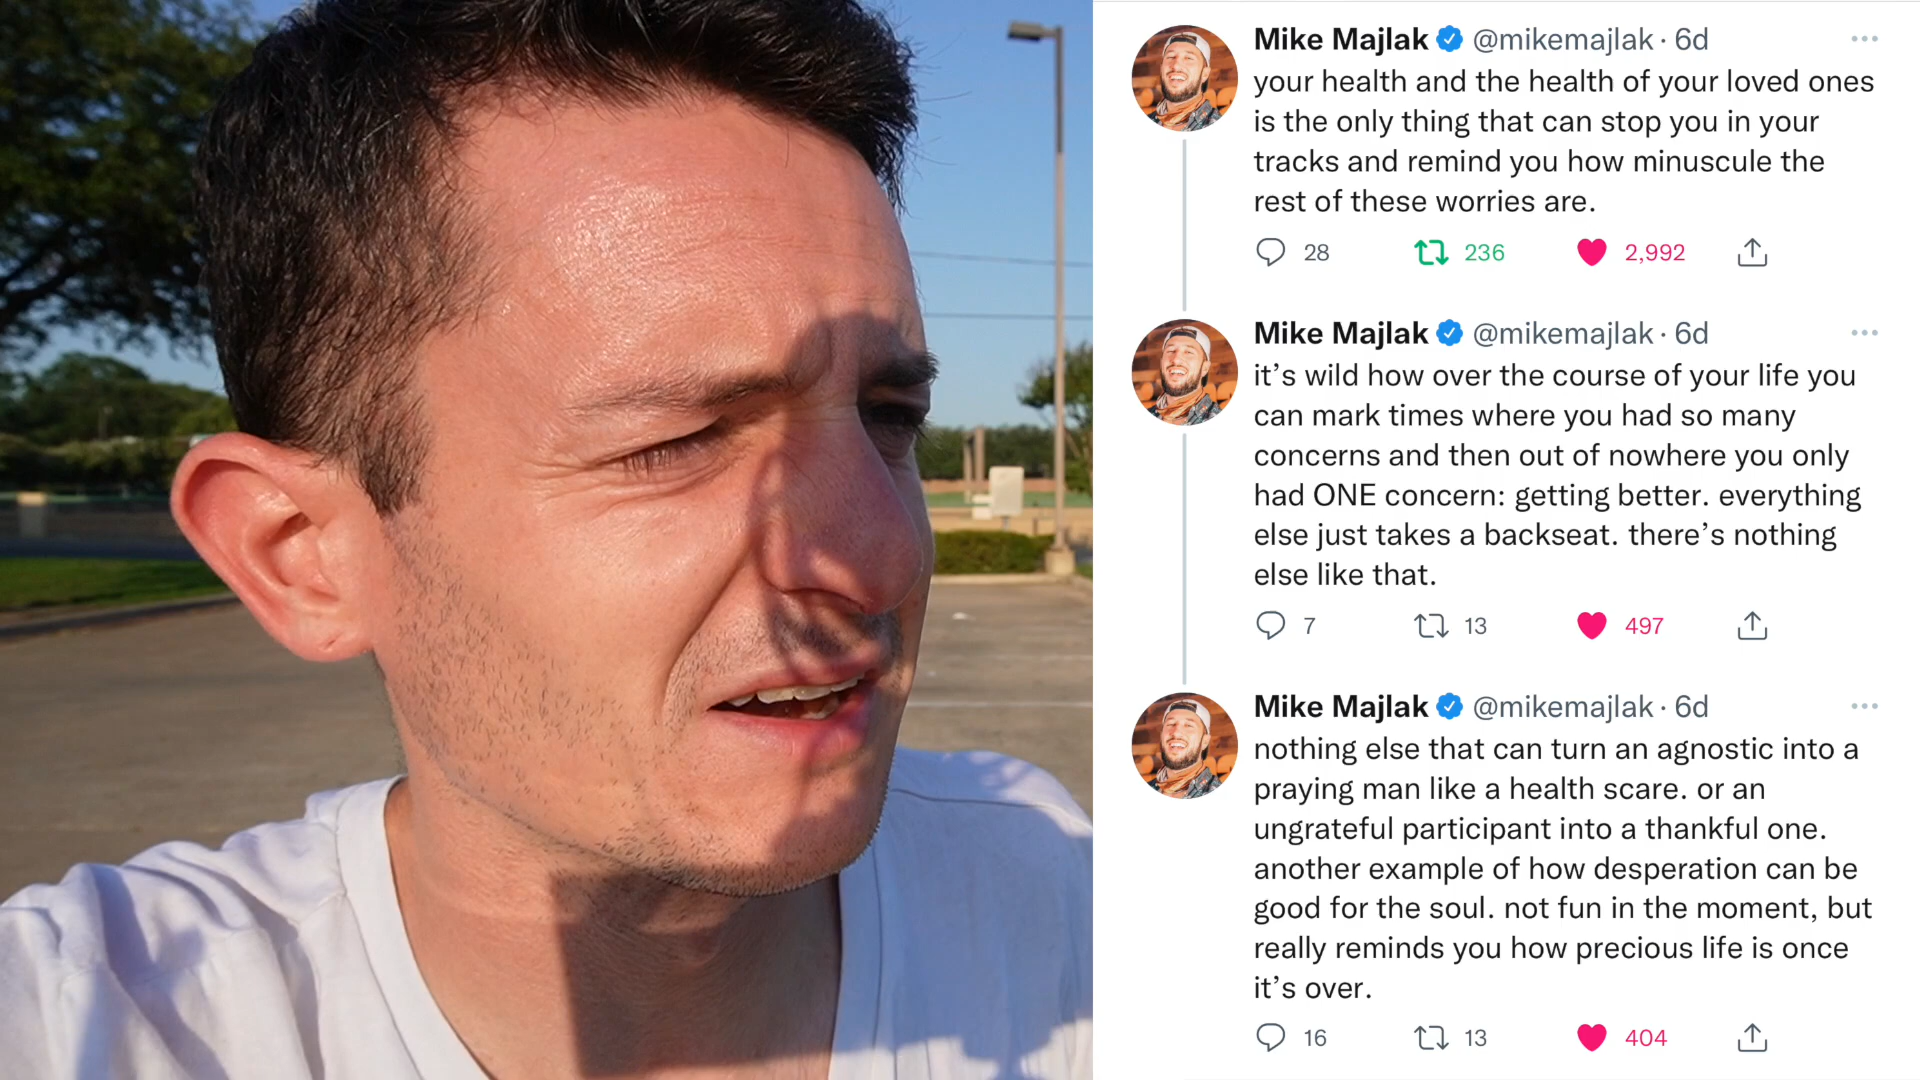 Mike Majlak @mikemajlak · 6d
your health and the health of your loved ones
is the only thing that can stop you in your
tracks and remind you how minuscule the
rest of these worries are.
28 236 2,992
Mike Majlak @mikemajlak · 6d
it’s wild how over the course of your life you
can mark times where you had so many
concerns and then out of nowhere you only
had ONE concern: getting better. everything
else just takes a backseat. there’s nothing
else like that.
7 13 497
Mike Majlak @mikemajlak · 6d
nothing else that can turn an agnostic into a
praying man like a health scare. or an
ungrateful participant into a thankful one.
another example of how desperation can be
good for the soul. not fun in the moment, but
really reminds you how precious life is once
it’s over.
16 13 404